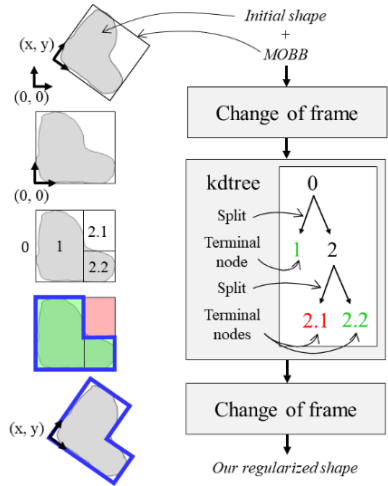 Initial shape
+
MOBB
(x, y)
(0, 0)
Change of frame
(0, 0)
kdtree
0
Split
Terminal
node
1
2
Split
Terminal
nodes
2.1
2.2
0
1
2.1
2.2
Change of frame
(x, y)
Our regularized shape